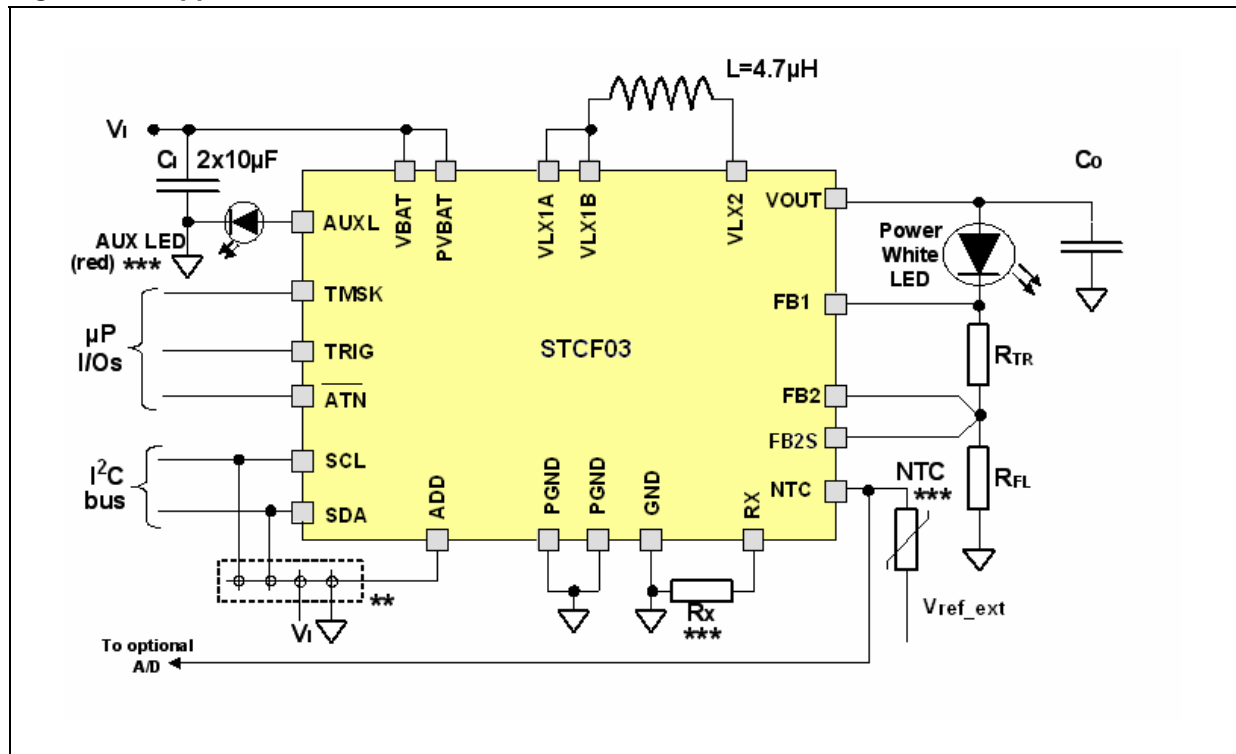 L=4.7µH
VI
CI 2x10µF
CO
VBAT
PVBAT
VLX1A
VLX1B
VLX2
VOUT
AUXL
AUX LED
(red) ***
Power
White
LED
TMSK
FB1
µP
I/Os
TRIG
STCF03
RTR
ATN
FB2
FB2S
SCL
I²C
bus
SDA
ADD
PGND
PGND
GND
RX
NTC
NTC
***
RFL
**
VI
Rx
***
Vref_ext
To optional
A/D